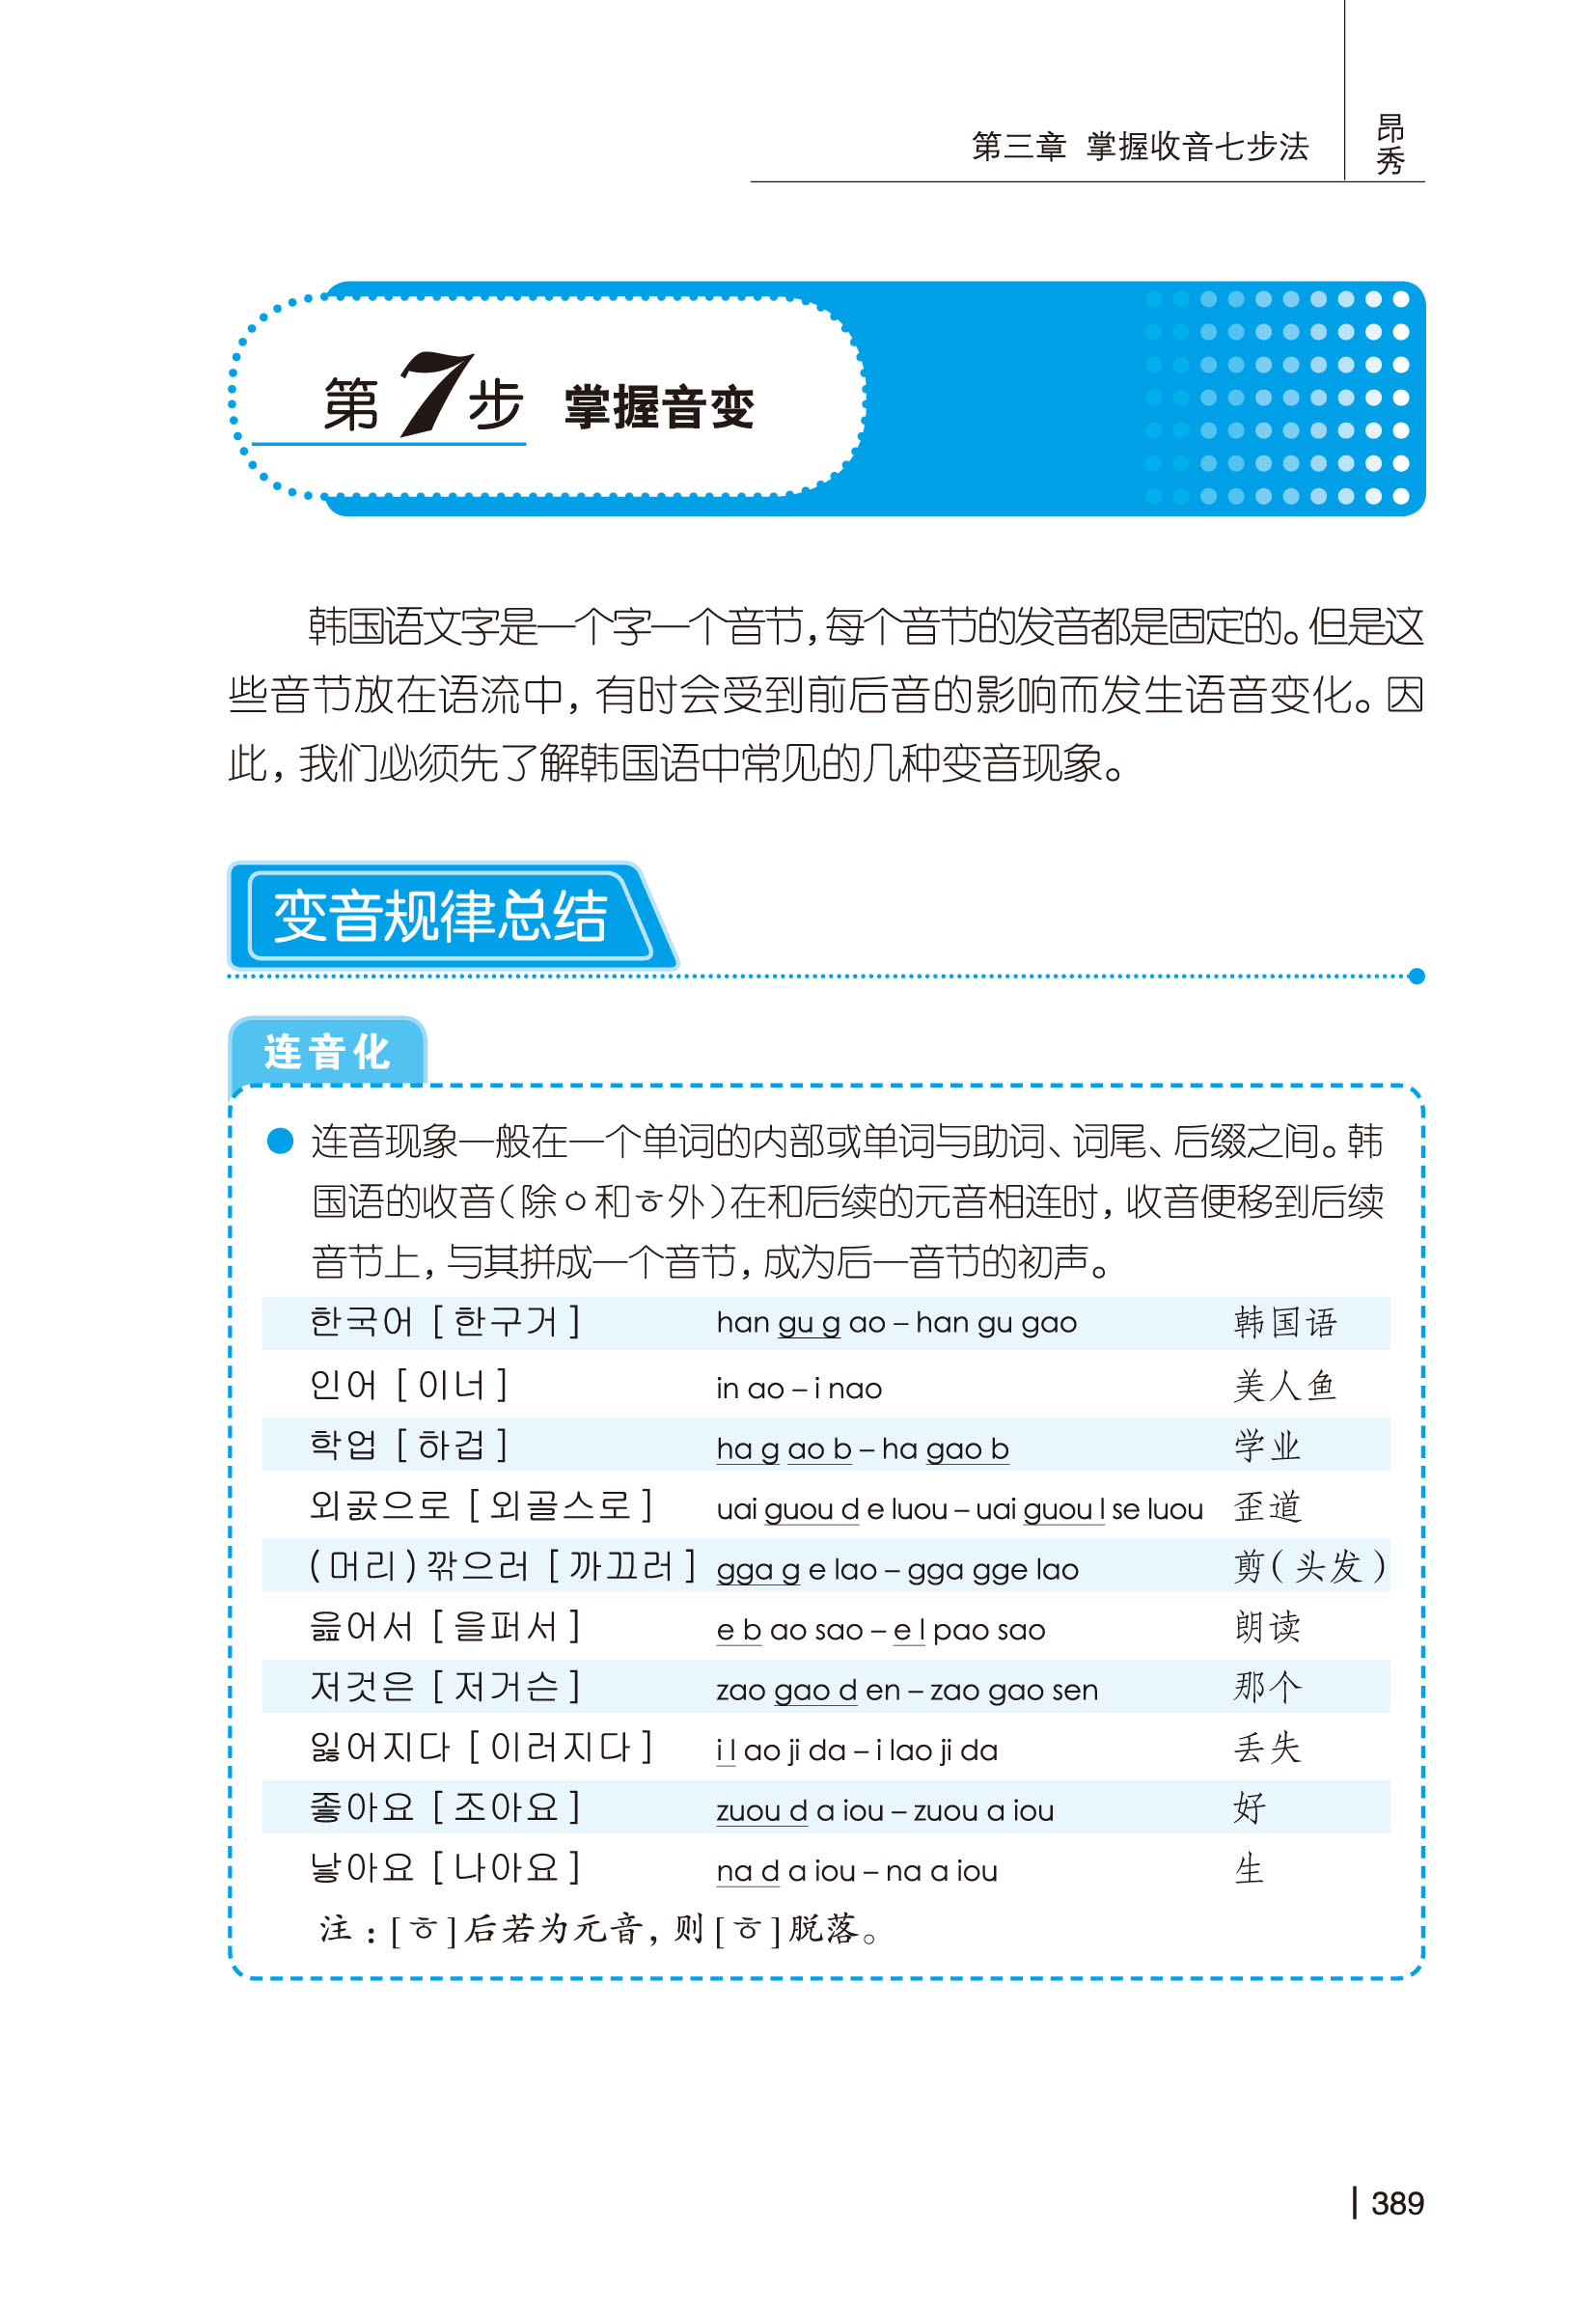 第三章 掌握收音七步法
昂秀
第7步 掌握音变
韩国语文字是一个字一个音节，每个音节的发音都是固定的。但是这
些音节放在语流中，有时会受到前后音的影响而发生语音变化。因
此，我们必须先了解韩国语中常见的几种变音现象。
变音规律总结
连音化
● 连音现象一般在一个单词的内部或单词与助词、词尾、后缀之间。韩
国语的收音（除ㅇ和ㅎ外）在和后续的元音相连时，收音便移到后续
音节上，与其拼成一个音节，成为后一音节的初声。
한국어 [ 한구거 ] han gu g ao – han gu gao 韩国语
인어 [ 이너 ] in ao – i nao 美人鱼
학업 [ 하겁 ] ha g ao b – ha gao b 学业
외곬으로 [ 외골스로 ] uai guou d e luou – uai guou l se luou 歪道
(머리)깎으러 [ 까끄러 ] gga g e lao – gga gge lao 剪（头发）
읊어서 [ 을퍼서 ] e b ao sao – e l pao sao 朗读
저것은 [ 저거슨 ] zao gao d en – zao gao sen 那个
잃어지다 [ 이러지다 ] i l ao ji da – i lao ji da 丢失
좋아요 [ 조아요 ] zuou d a iou – zuou a iou 好
낳아요 [ 나아요 ] na d a iou – na a iou 生
注：[ㅎ]后若为元音，则[ㅎ]脱落。
389